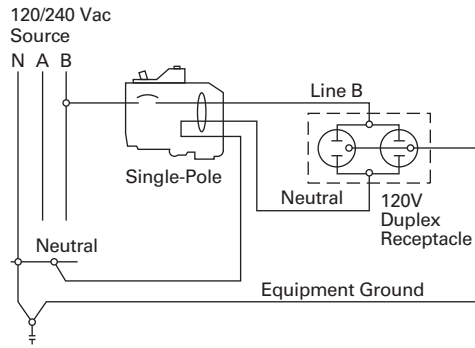 120/240 Vac
Source
N A B
Line B
Single-Pole
Neutral
120V
Duplex
Receptacle
Neutral
Equipment Ground